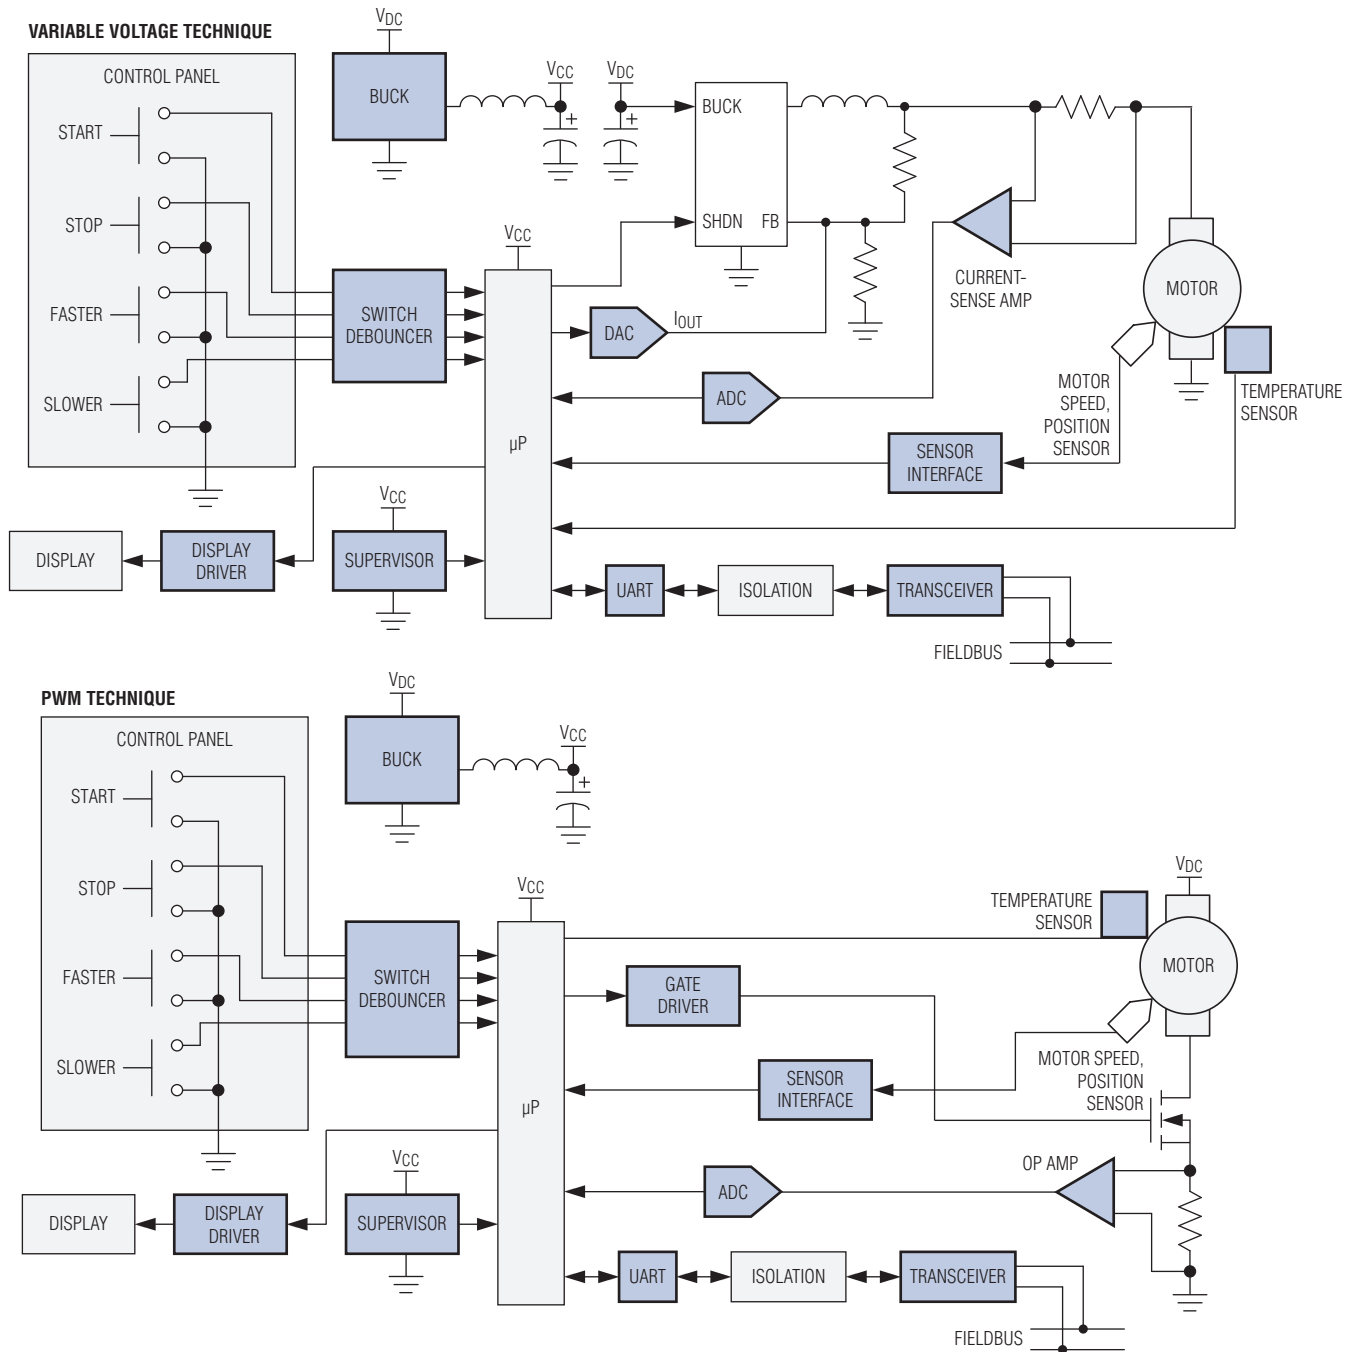 VARIABLE VOLTAGE TECHNIQUE
CONTROL PANEL
START
STOP
FASTER
SLOWER
VDC
BUCK
VCC
+
VDC
+
BUCK
SHDN FB
SWITCH
DEBOUNCER
VCC
µP
DAC
IOUT
ADC
CURRENT-
SENSE AMP
MOTOR
MOTOR
SPEED,
POSITION
SENSOR
TEMPERATURE
SENSOR
SENSOR
INTERFACE
DISPLAY
DISPLAY
DRIVER
VCC
SUPERVISOR
UART
ISOLATION
TRANSCEIVER
FIELDBUS
PWM TECHNIQUE
CONTROL PANEL
START
STOP
FASTER
SLOWER
VDC
BUCK
VCC
+
SWITCH
DEBOUNCER
VCC
µP
TEMPERATURE
SENSOR
VDC
MOTOR
GATE
DRIVER
MOTOR SPEED,
POSITION
SENSOR
SENSOR
INTERFACE
OP AMP
ADC
DISPLAY
DISPLAY
DRIVER
VCC
SUPERVISOR
UART
ISOLATION
TRANSCEIVER
FIELDBUS